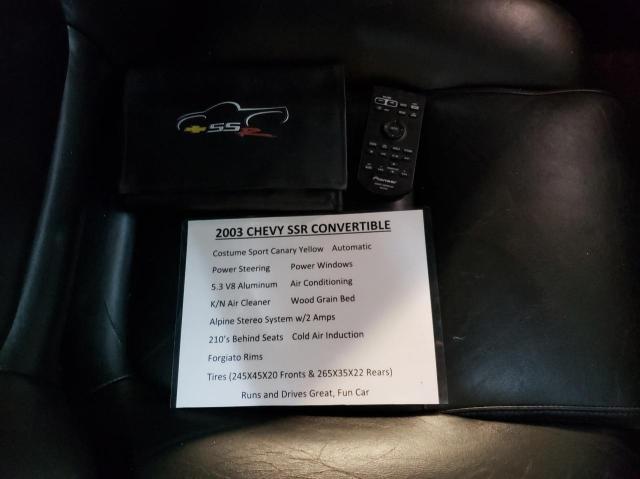 SSR
Pioneer
2003 CHEVY SSR CONVERTIBLE
Costume Sport Canary Yellow Automatic
Power Steering Power Windows
5.3 V8 Aluminum Air Conditioning
K/N Air Cleaner Wood Grain Bed
Alpine Stereo System w/2 Amps
210's Behind Seats Cold Air Induction
Forgiato Rims
Tires (245X45X20 Fronts & 265X35X22 Rears)
Runs and Drives Great, Fun Car